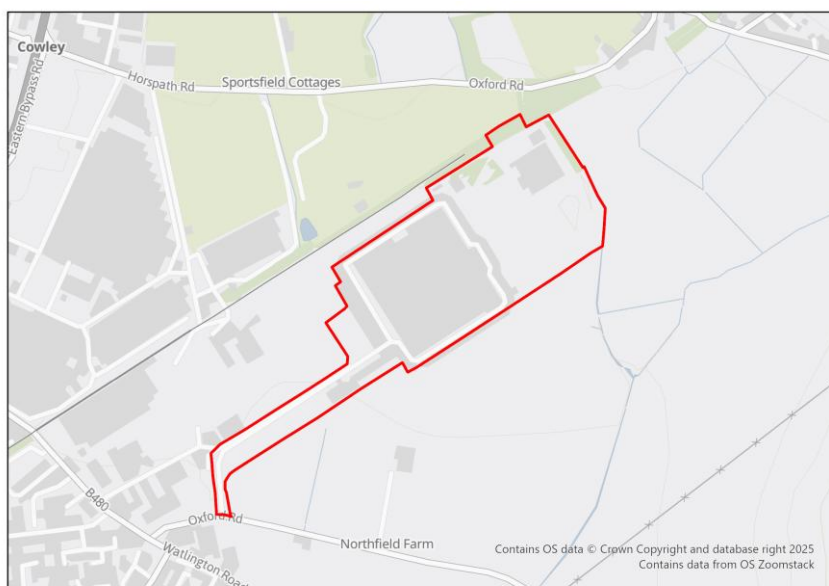 Cowley
Horspath Rd
Sportsfield Cottages
Oxford Rd
Eastern Bypass Rd
B480
Oxford Rd
Watlington Road
Northfield Farm
Contains OS data © Crown Copyright and database right 2025
Contains data from OS Zoomstack